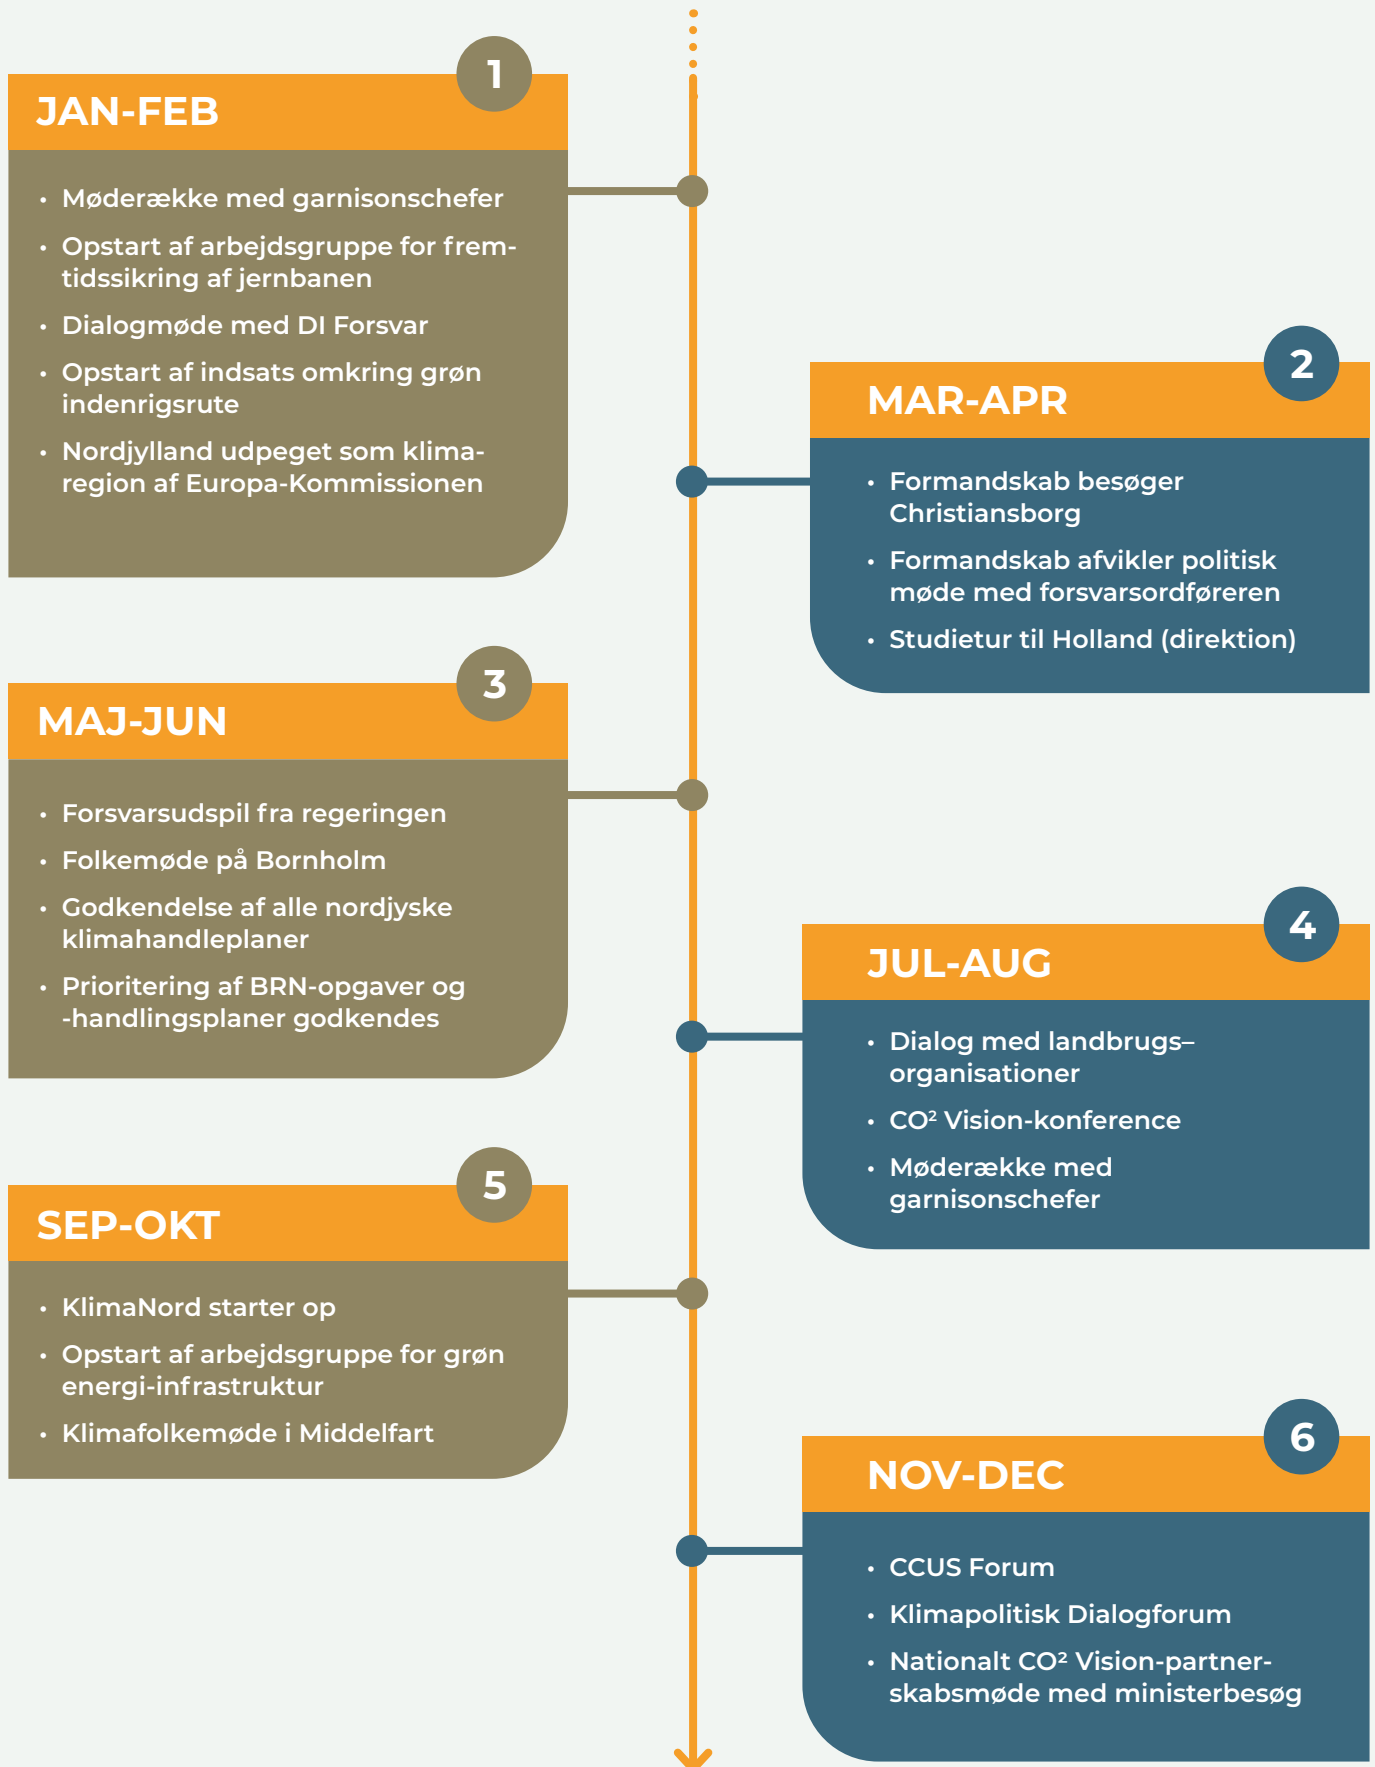 1
JAN-FEB
• Møderække med garnisonschefer
• Opstart af arbejdsgruppe for frem-
tidssikring af jernbanen
• Dialogmøde med DI Forsvar
• Opstart af indsats omkring grøn
indenrigsrute
• Nordjylland udpeget som klima-
region af Europa-Kommissionen
2
MAR-APR
• Formandskab besøger
Christiansborg
• Formandskab afvikler politisk
møde med forsvarsordføreren
• Studietur til Holland (direktion)
3
MAJ-JUN
• Forsvarsudspil fra regeringen
• Folkemøde på Bornholm
• Godkendelse af alle nordjyske
klimahandleplaner
• Prioritering af BRN-opgaver og
-handlingsplaner godkendes
4
JUL-AUG
• Dialog med landbrugs–
organisationer
• CO² Vision-konference
• Møderække med
garnisonschefer
5
SEP-OKT
• KlimaNord starter op
• Opstart af arbejdsgruppe for grøn
energi-infrastruktur
• Klimafolkemøde i Middelfart
6
NOV-DEC
• CCUS Forum
• Klimapolitisk Dialogforum
• Nationalt CO² Vision-partner-
skabsmøde med ministerbesøg